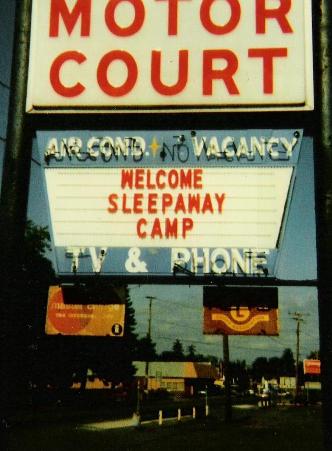 MOTOR
COURT
AIR COND. NO VACANCY
WELCOME
SLEEPAWAY
CAMP
TV & PHONE
G